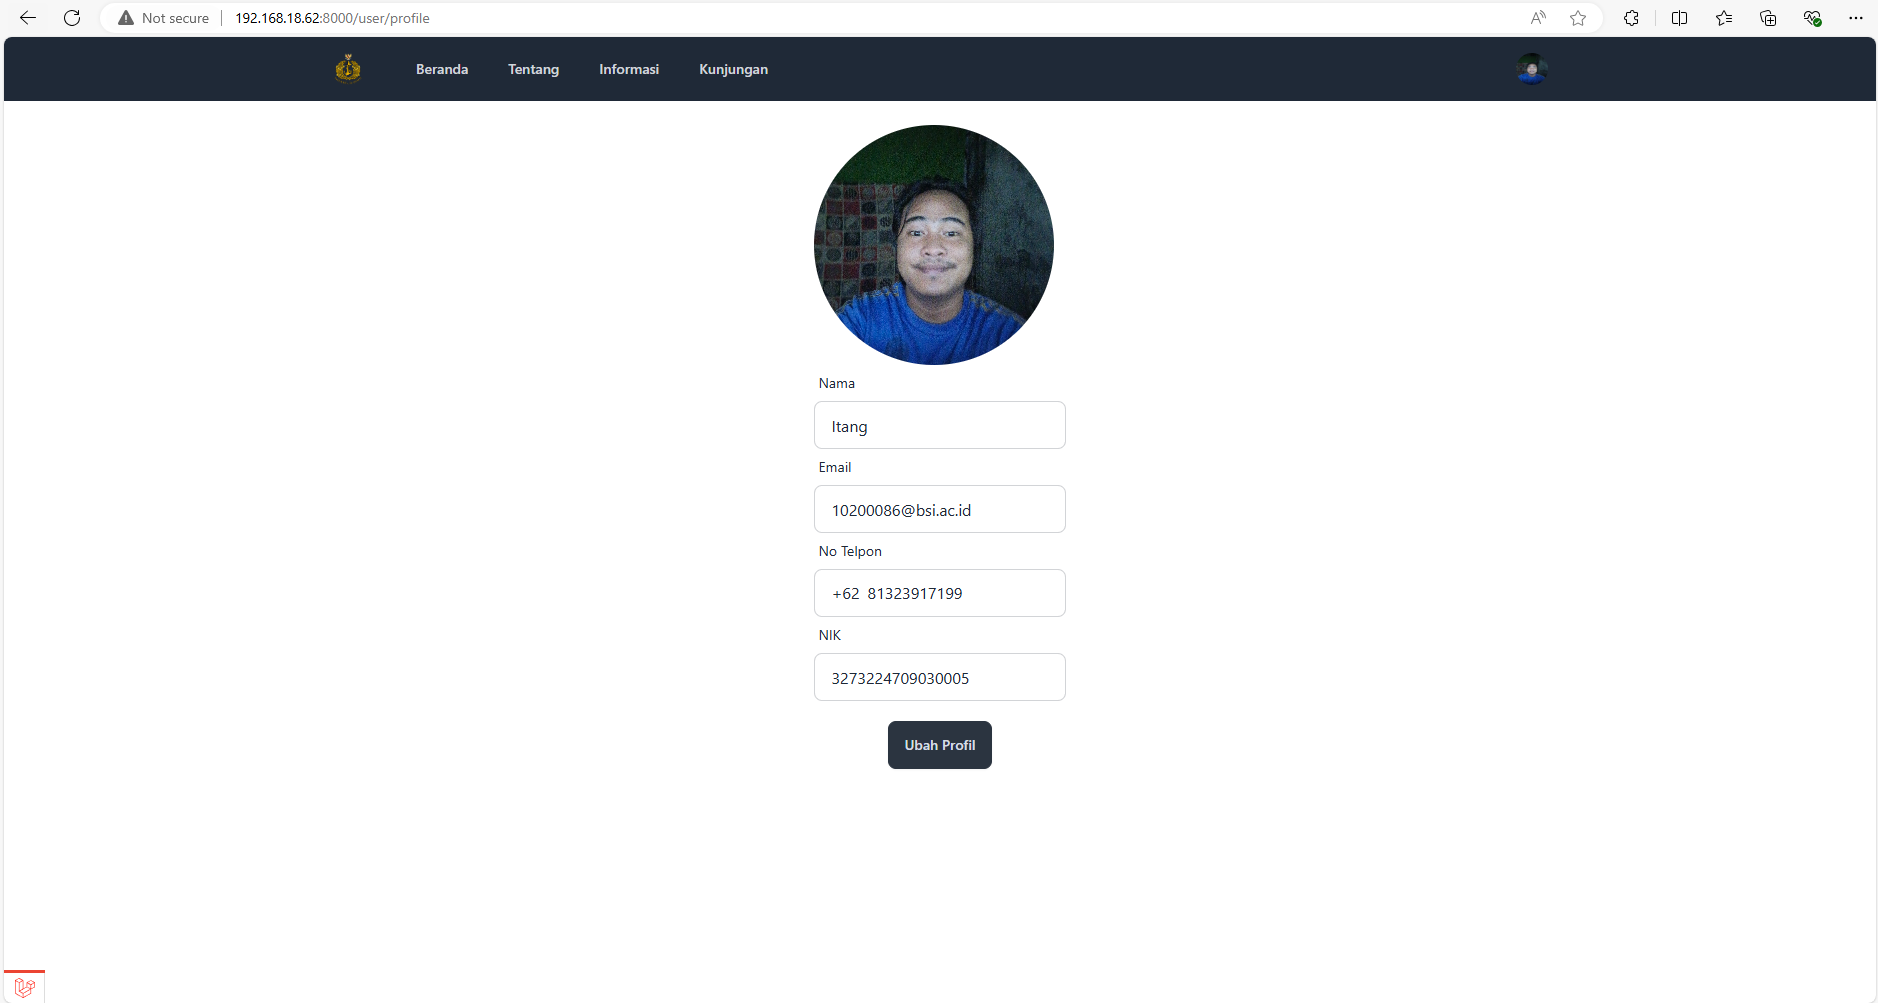 Not secure
192.168.18.62:8000/user/profile
Beranda Tentang Informasi Kunjungan
Nama
Itang
Email
10200086@bsi.ac.id
No Telpon
+62 81323917199
NIK
3273224709030005
Ubah Profil